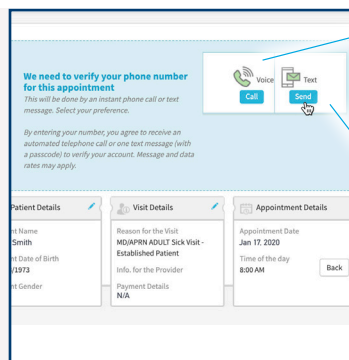 We need to verify your phone number
for this appointment
This will be done by an instant phone call or text
message. Select your preference.
By entering your number, you agree to receive an
automated telephone call or one text message (with
a passcode) to verify your account. Message and data
rates may apply.
Voice
Call
Text
Send
Patient Details
nt Name
Smith
nt Date of Birth
/1973
nt Gender
Visit Details
Reason for the Visit
MD/APRN ADULT Sick Visit -
Established Patient
Info. for the Provider
Payment Details
N/A
Appointment Details
Appointment Date
Jan 17. 2020
Time of the day
8:00 AM
Back